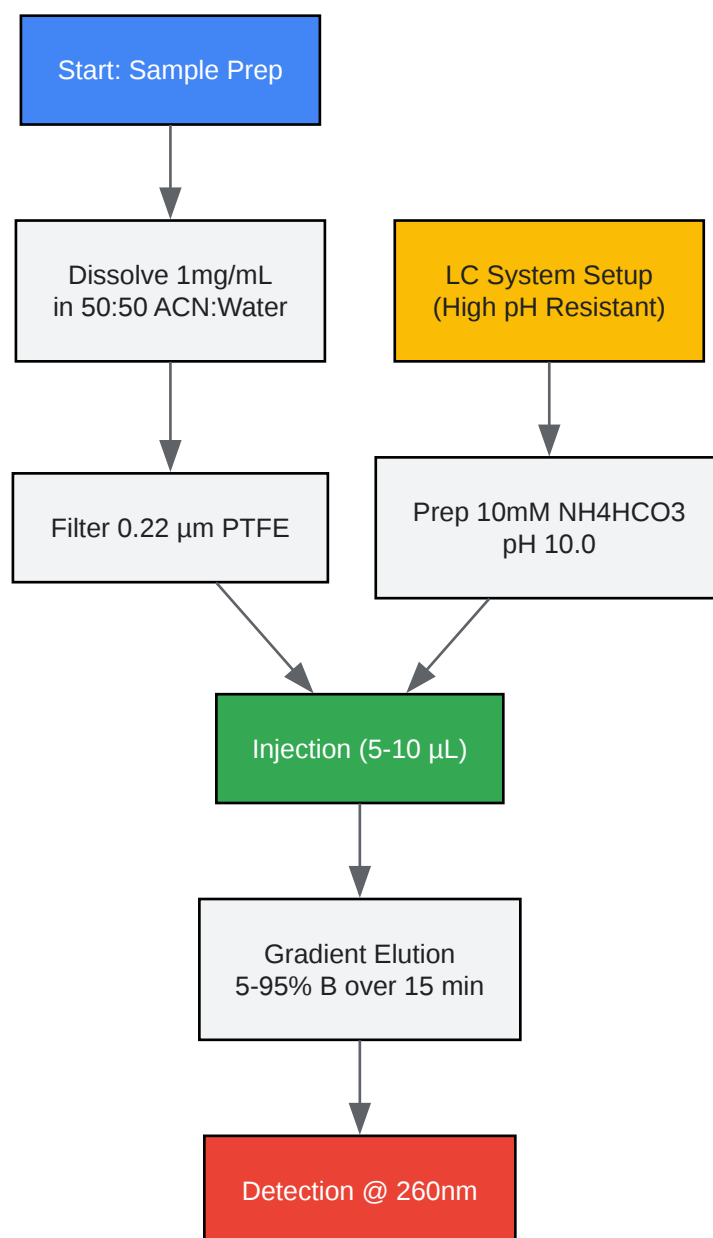 Start: Sample Prep
Dissolve 1mg/mL
in 50:50 ACN:Water
LC System Setup
(High pH Resistant)
Filter 0.22 µm PTFE
Prep 10mM NH4HCO3
pH 10.0
Injection (5-10 µL)
Gradient Elution
5-95% B over 15 min
Detection @ 260nm